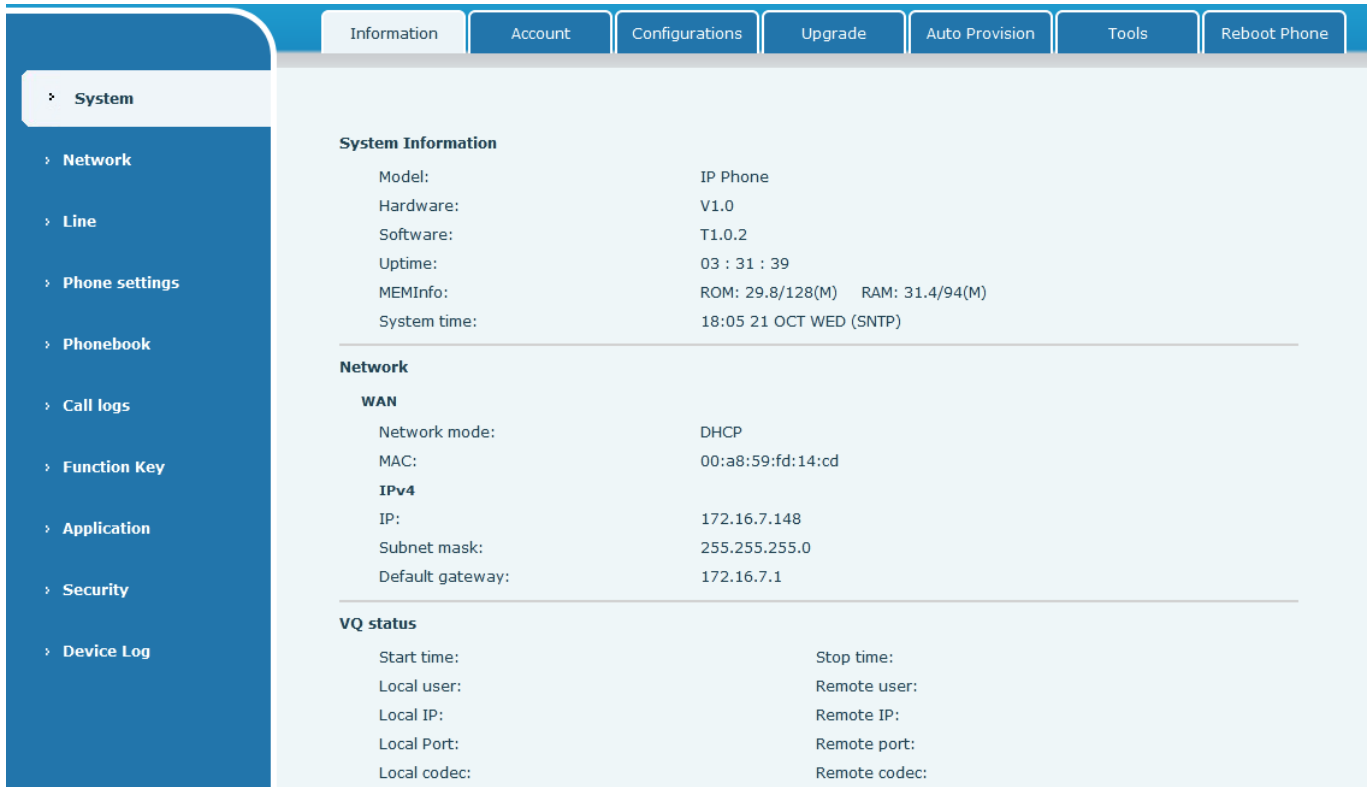 Information Account Configurations Upgrade Auto Provision Tools Reboot Phone
System
Network
Line
Phone settings
Phonebook
Call logs
Function Key
Application
Security
Device Log
System Information
Model: IP Phone
Hardware: V1.0
Software: T1.0.2
Uptime: 03 : 31 : 39
MEMInfo: ROM: 29.8/128(M) RAM: 31.4/94(M)
System time: 18:05 21 OCT WED (SNTP)
Network
WAN
Network mode: DHCP
MAC: 00:a8:59:fd:14:cd
IPv4
IP: 172.16.7.148
Subnet mask: 255.255.255.0
Default gateway: 172.16.7.1
VQ status
Start time: Stop time:
Local user: Remote user:
Local IP: Remote IP:
Local Port: Remote port:
Local codec: Remote codec: